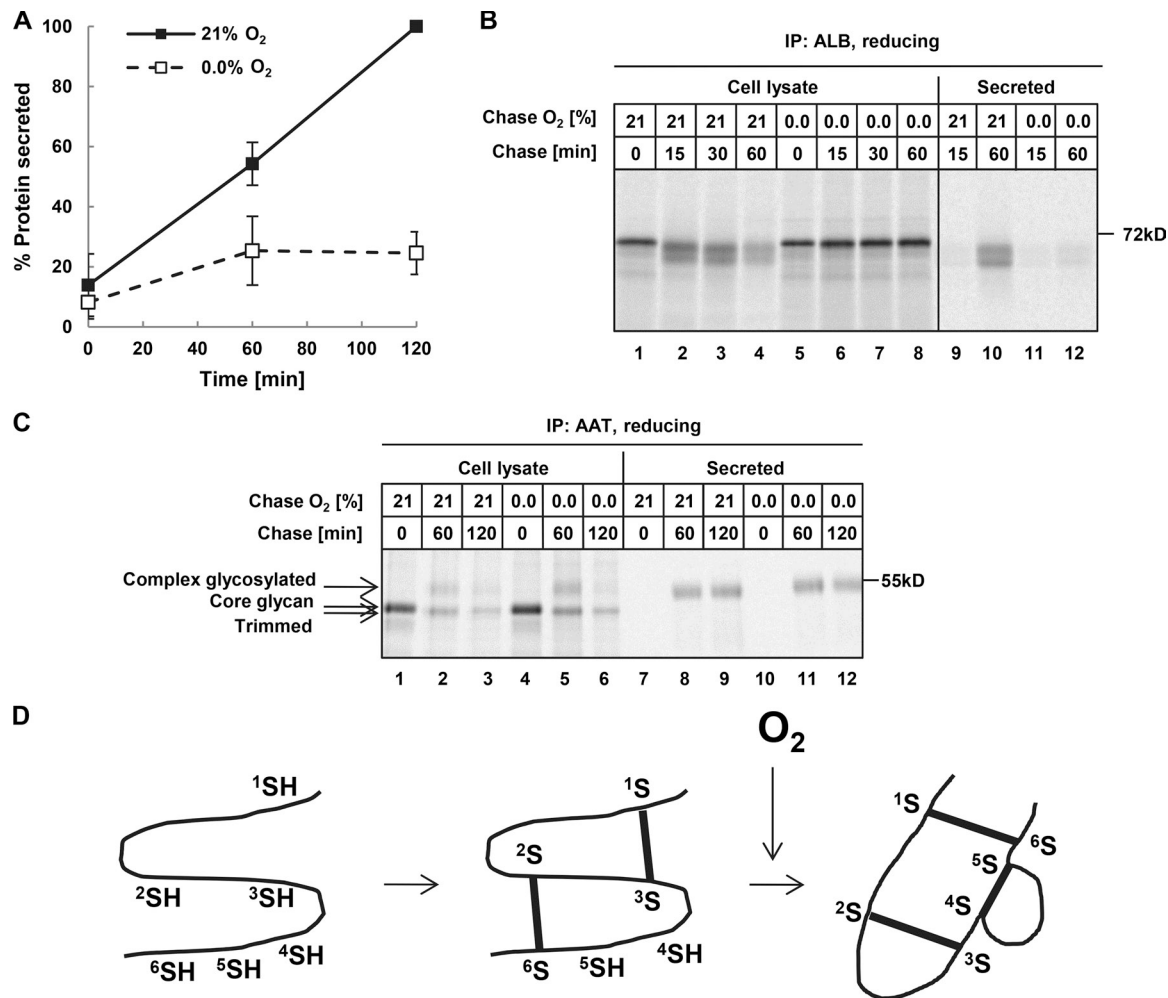 A
100
80
60
40
20
0
% Protein secreted
21% O2
0.0% O2
0 20 40 60 80 100 120
Time [min]
B
IP: ALB, reducing
Cell lysate Secreted
Chase O2 [%] 21 21 21 21 0.0 0.0 0.0 0.0 21 21 0.0 0.0
Chase [min] 0 15 30 60 0 15 30 60 15 60 15 60
72kD
1 2 3 4 5 6 7 8 9 10 11 12
C
IP: AAT, reducing
Cell lysate Secreted
Chase O2 [%] 21 21 21 0.0 0.0 0.0 21 21 21 0.0 0.0 0.0
Chase [min] 0 60 120 0 60 120 0 60 120 0 60 120
Complex glycosylated
Core glycan
Trimmed
55kD
1 2 3 4 5 6 7 8 9 10 11 12
D
1SH
2SH 3SH
4SH
6SH 5SH
1S
2S
3S
4SH
6S 5SH
O2
1S
6S
5S
4S
2S
3S